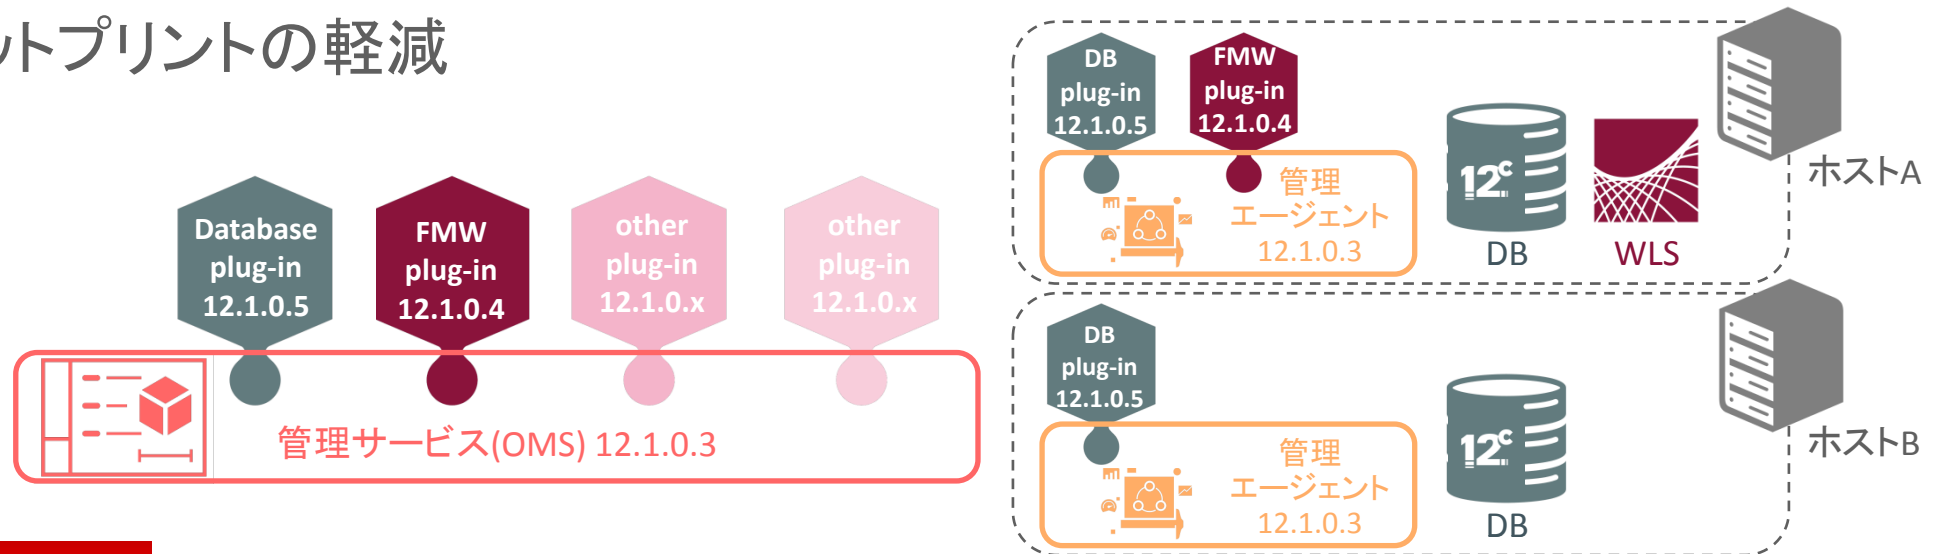 ットプリントの軽減
Database
plug-in
12.1.0.5
FMW
plug-in
12.1.0.4
other
plug-in
12.1.0.x
other
plug-in
12.1.0.x
管理サービス(OMS) 12.1.0.3
DB
plug-in
12.1.0.5
FMW
plug-in
12.1.0.4
管理
エージェント
12.1.0.3
12c
DB
WLS
ホストA
DB
plug-in
12.1.0.5
管理
エージェント
12.1.0.3
12c
DB
ホストB